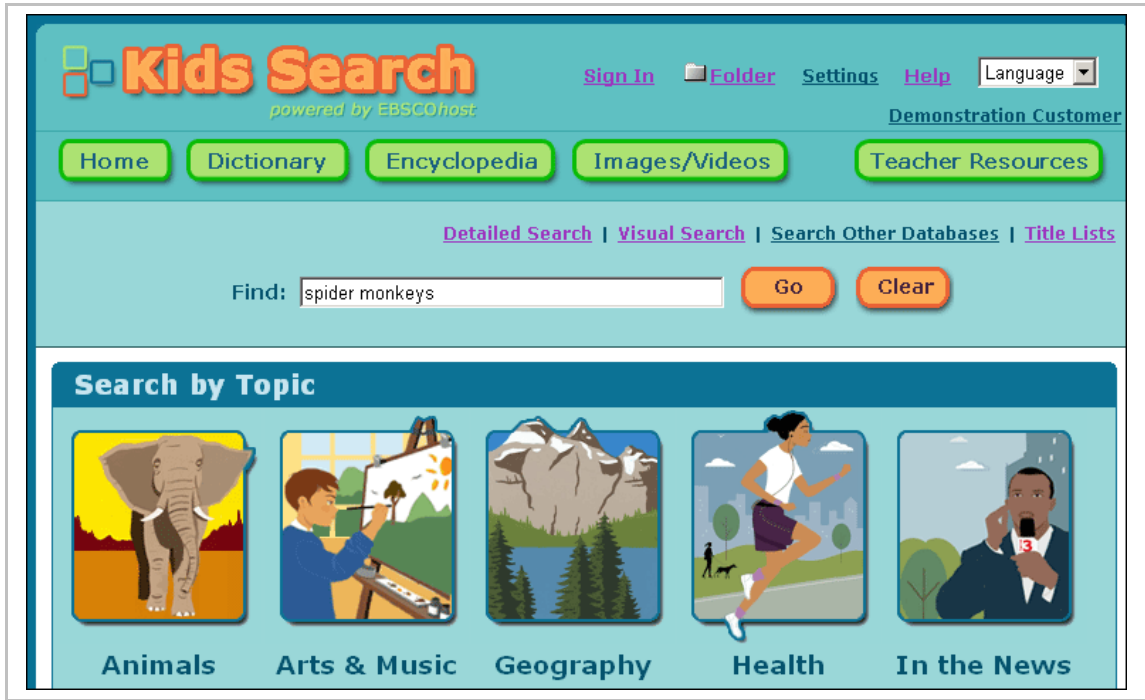 Kids Search
powered by EBSCOhost
Sign In Folder Settings Help Language
Demonstration Customer
Home Dictionary Encyclopedia Images/Videos Teacher Resources
Detailed Search | Visual Search | Search Other Databases | Title Lists
Find: spider monkeys Go Clear
Search by Topic
3
Animals Arts & Music Geography Health In the News